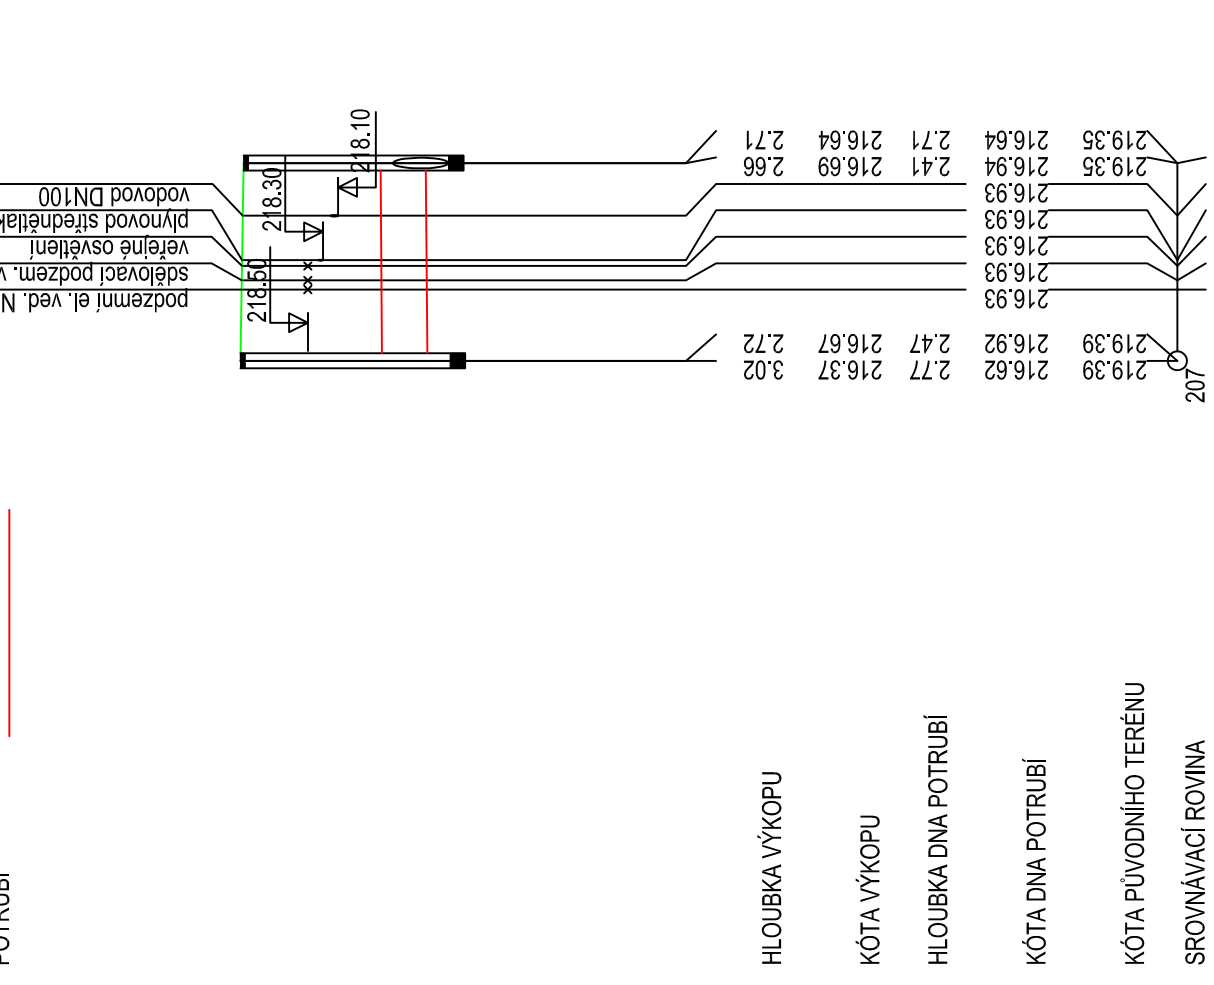 218.10
218.30
218.50
vodovod DN100
plynovod střednětlak
veřejné osvětlení
sdělovací podzem. v
podzemní el. ved. N
2.71 216.64 2.71 216.64 219.35
2.66 216.69 2.41 216.94 219.35
216.93
216.93
216.93
216.93
216.93
2.72 216.67 2.47 216.92 219.39
3.02 216.37 2.77 216.62 219.39
207
POTRUBÍ
HLOUBKA VÝKOPU
KÓTA VÝKOPU
HLOUBKA DNA POTRUBÍ
KÓTA DNA POTRUBÍ
KÓTA PŮVODNÍHO TERÉNU
SROVNÁVACÍ ROVINA